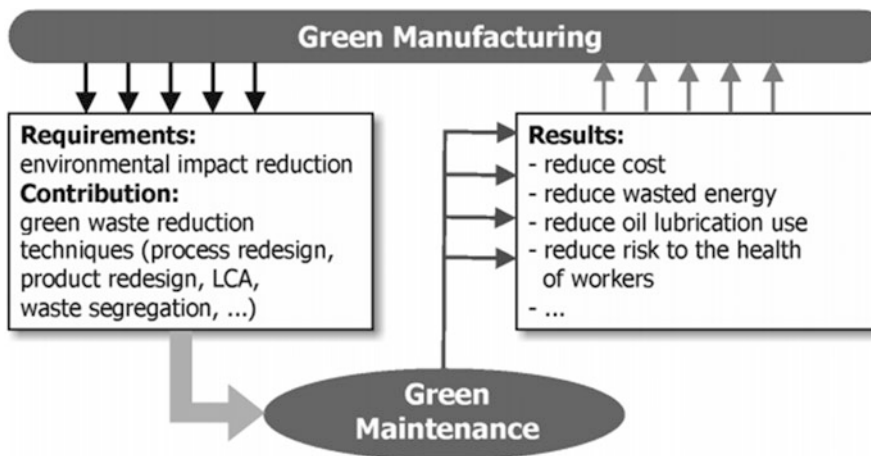 Green Manufacturing
Requirements:
environmental impact reduction
Contribution:
green waste reduction
techniques (process redesign,
product redesign, LCA,
waste segregation, ...)
Results:
- reduce cost
- reduce wasted energy
- reduce oil lubrication use
- reduce risk to the health
of workers
- ...
Green
Maintenance